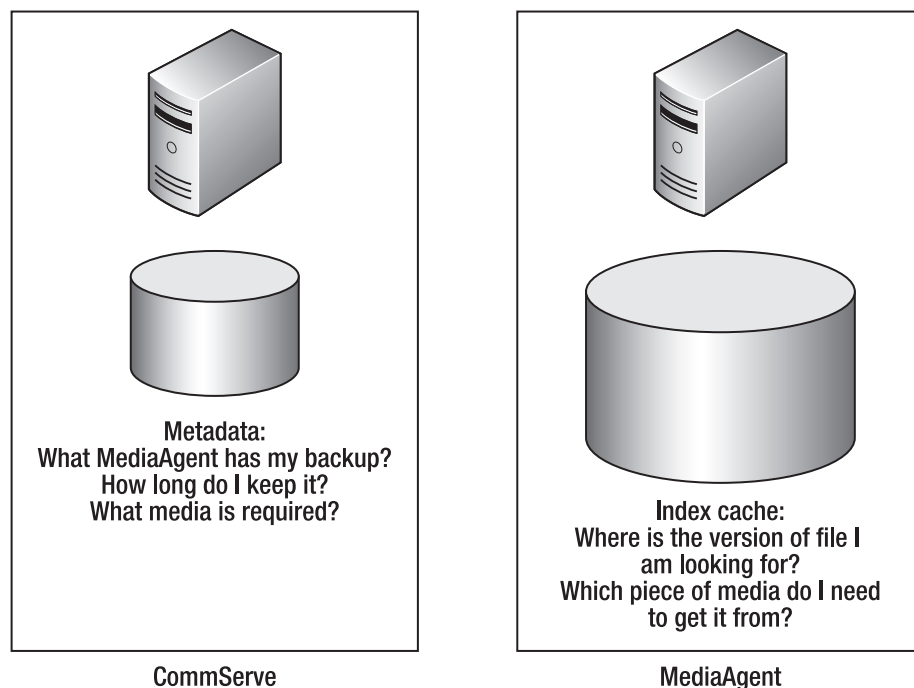 Metadata:
What MediaAgent has my backup?
How long do I keep it?
What media is required?
CommServe
Index cache:
Where is the version of file I
am looking for?
Which piece of media do I need
to get it from?
MediaAgent